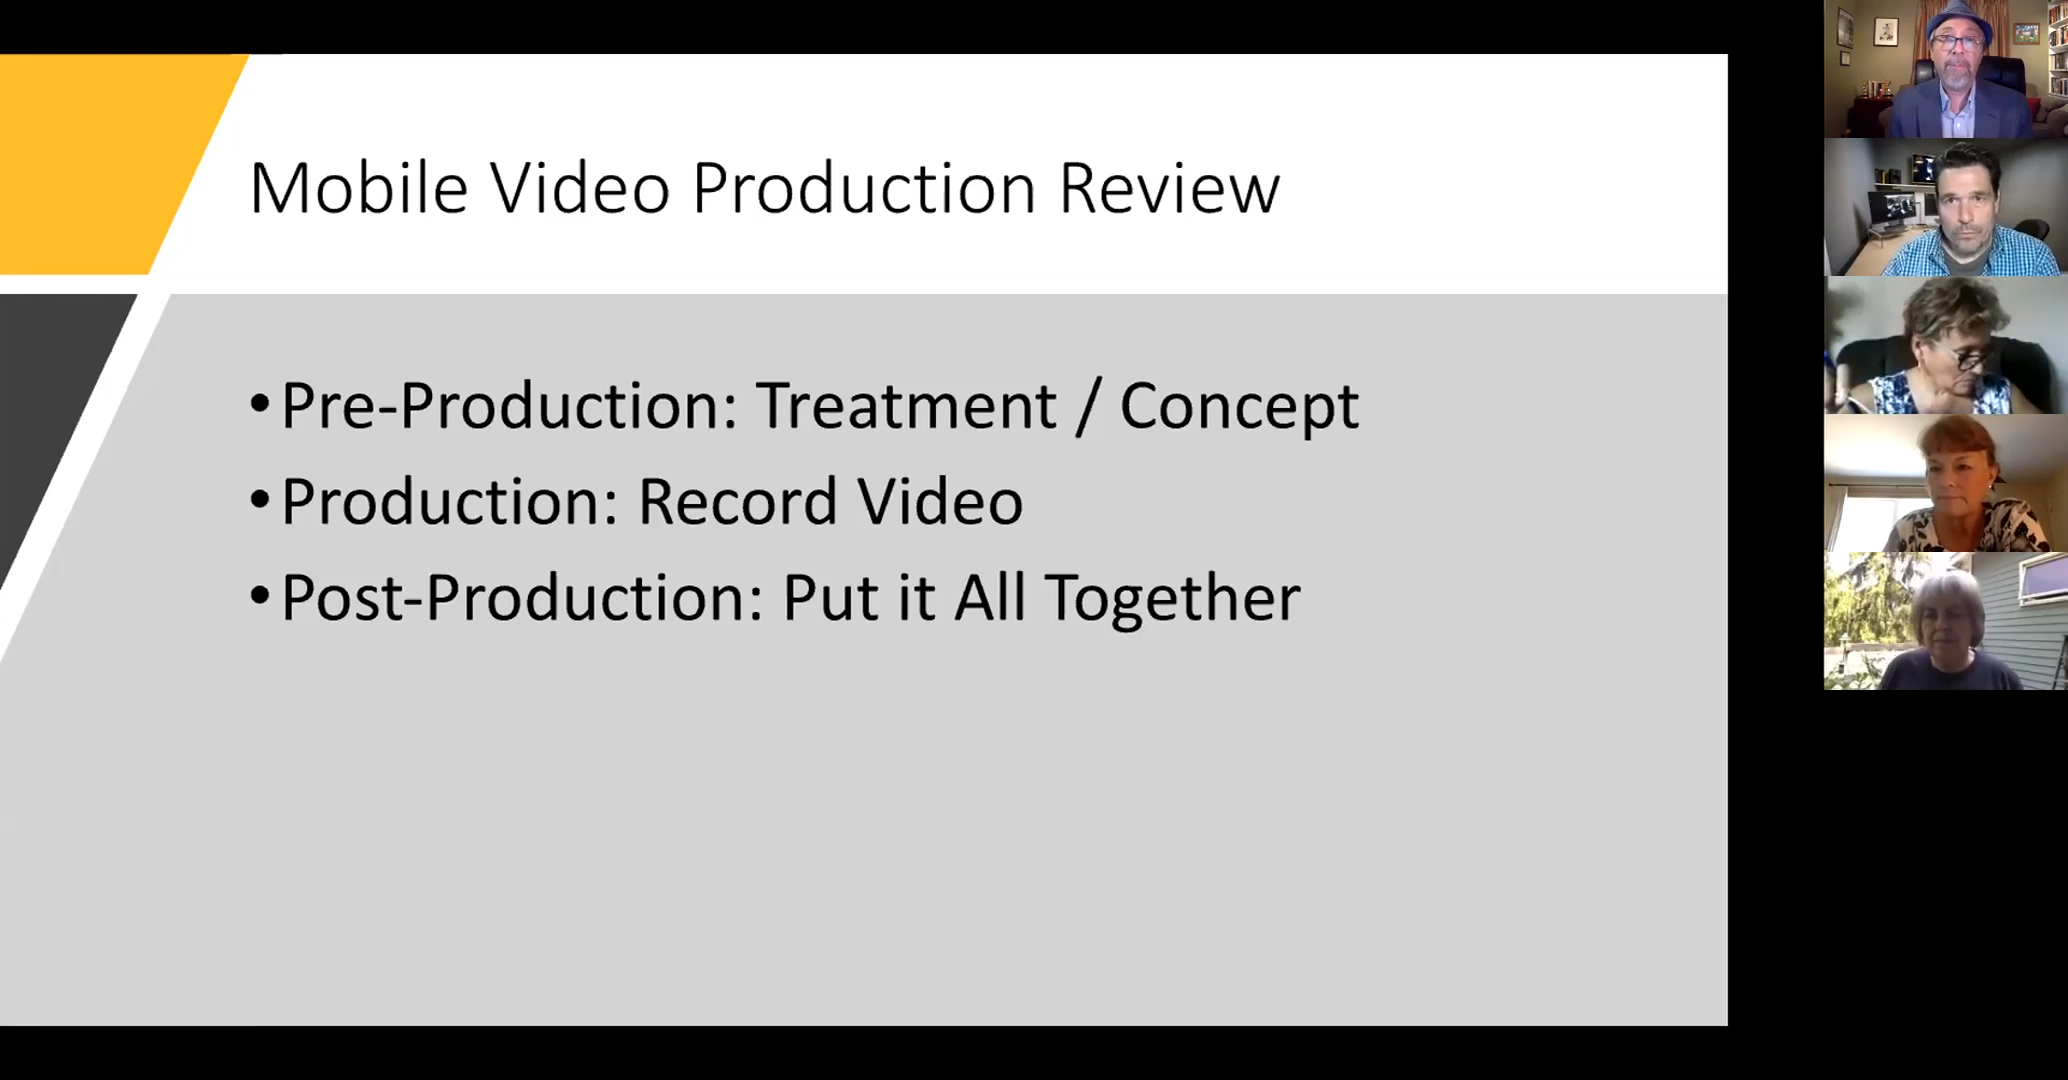 Mobile Video Production Review
•Pre-Production: Treatment / Concept
•Production: Record Video
•Post-Production: Put it All Together